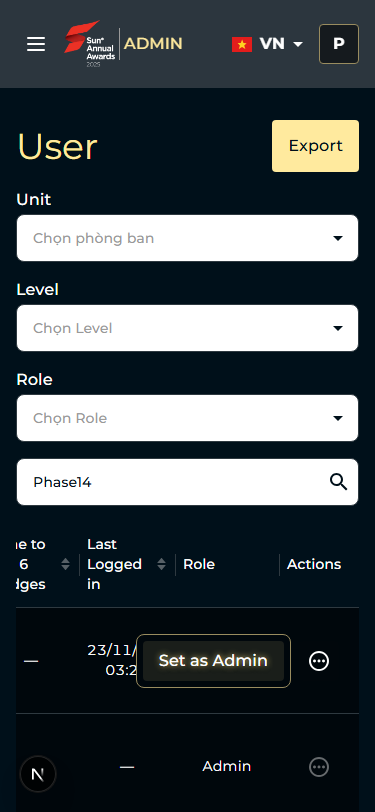 Sun*
Annual
Awards
2025
ADMIN
VN
P
User
Export
Unit
Chọn phòng ban
Level
Chọn Level
Role
Chọn Role
Phase14
ne to
6
dges
Last
Logged
in
Role
Actions
—
23/11/
03:2
Set as Admin
—
Admin
N